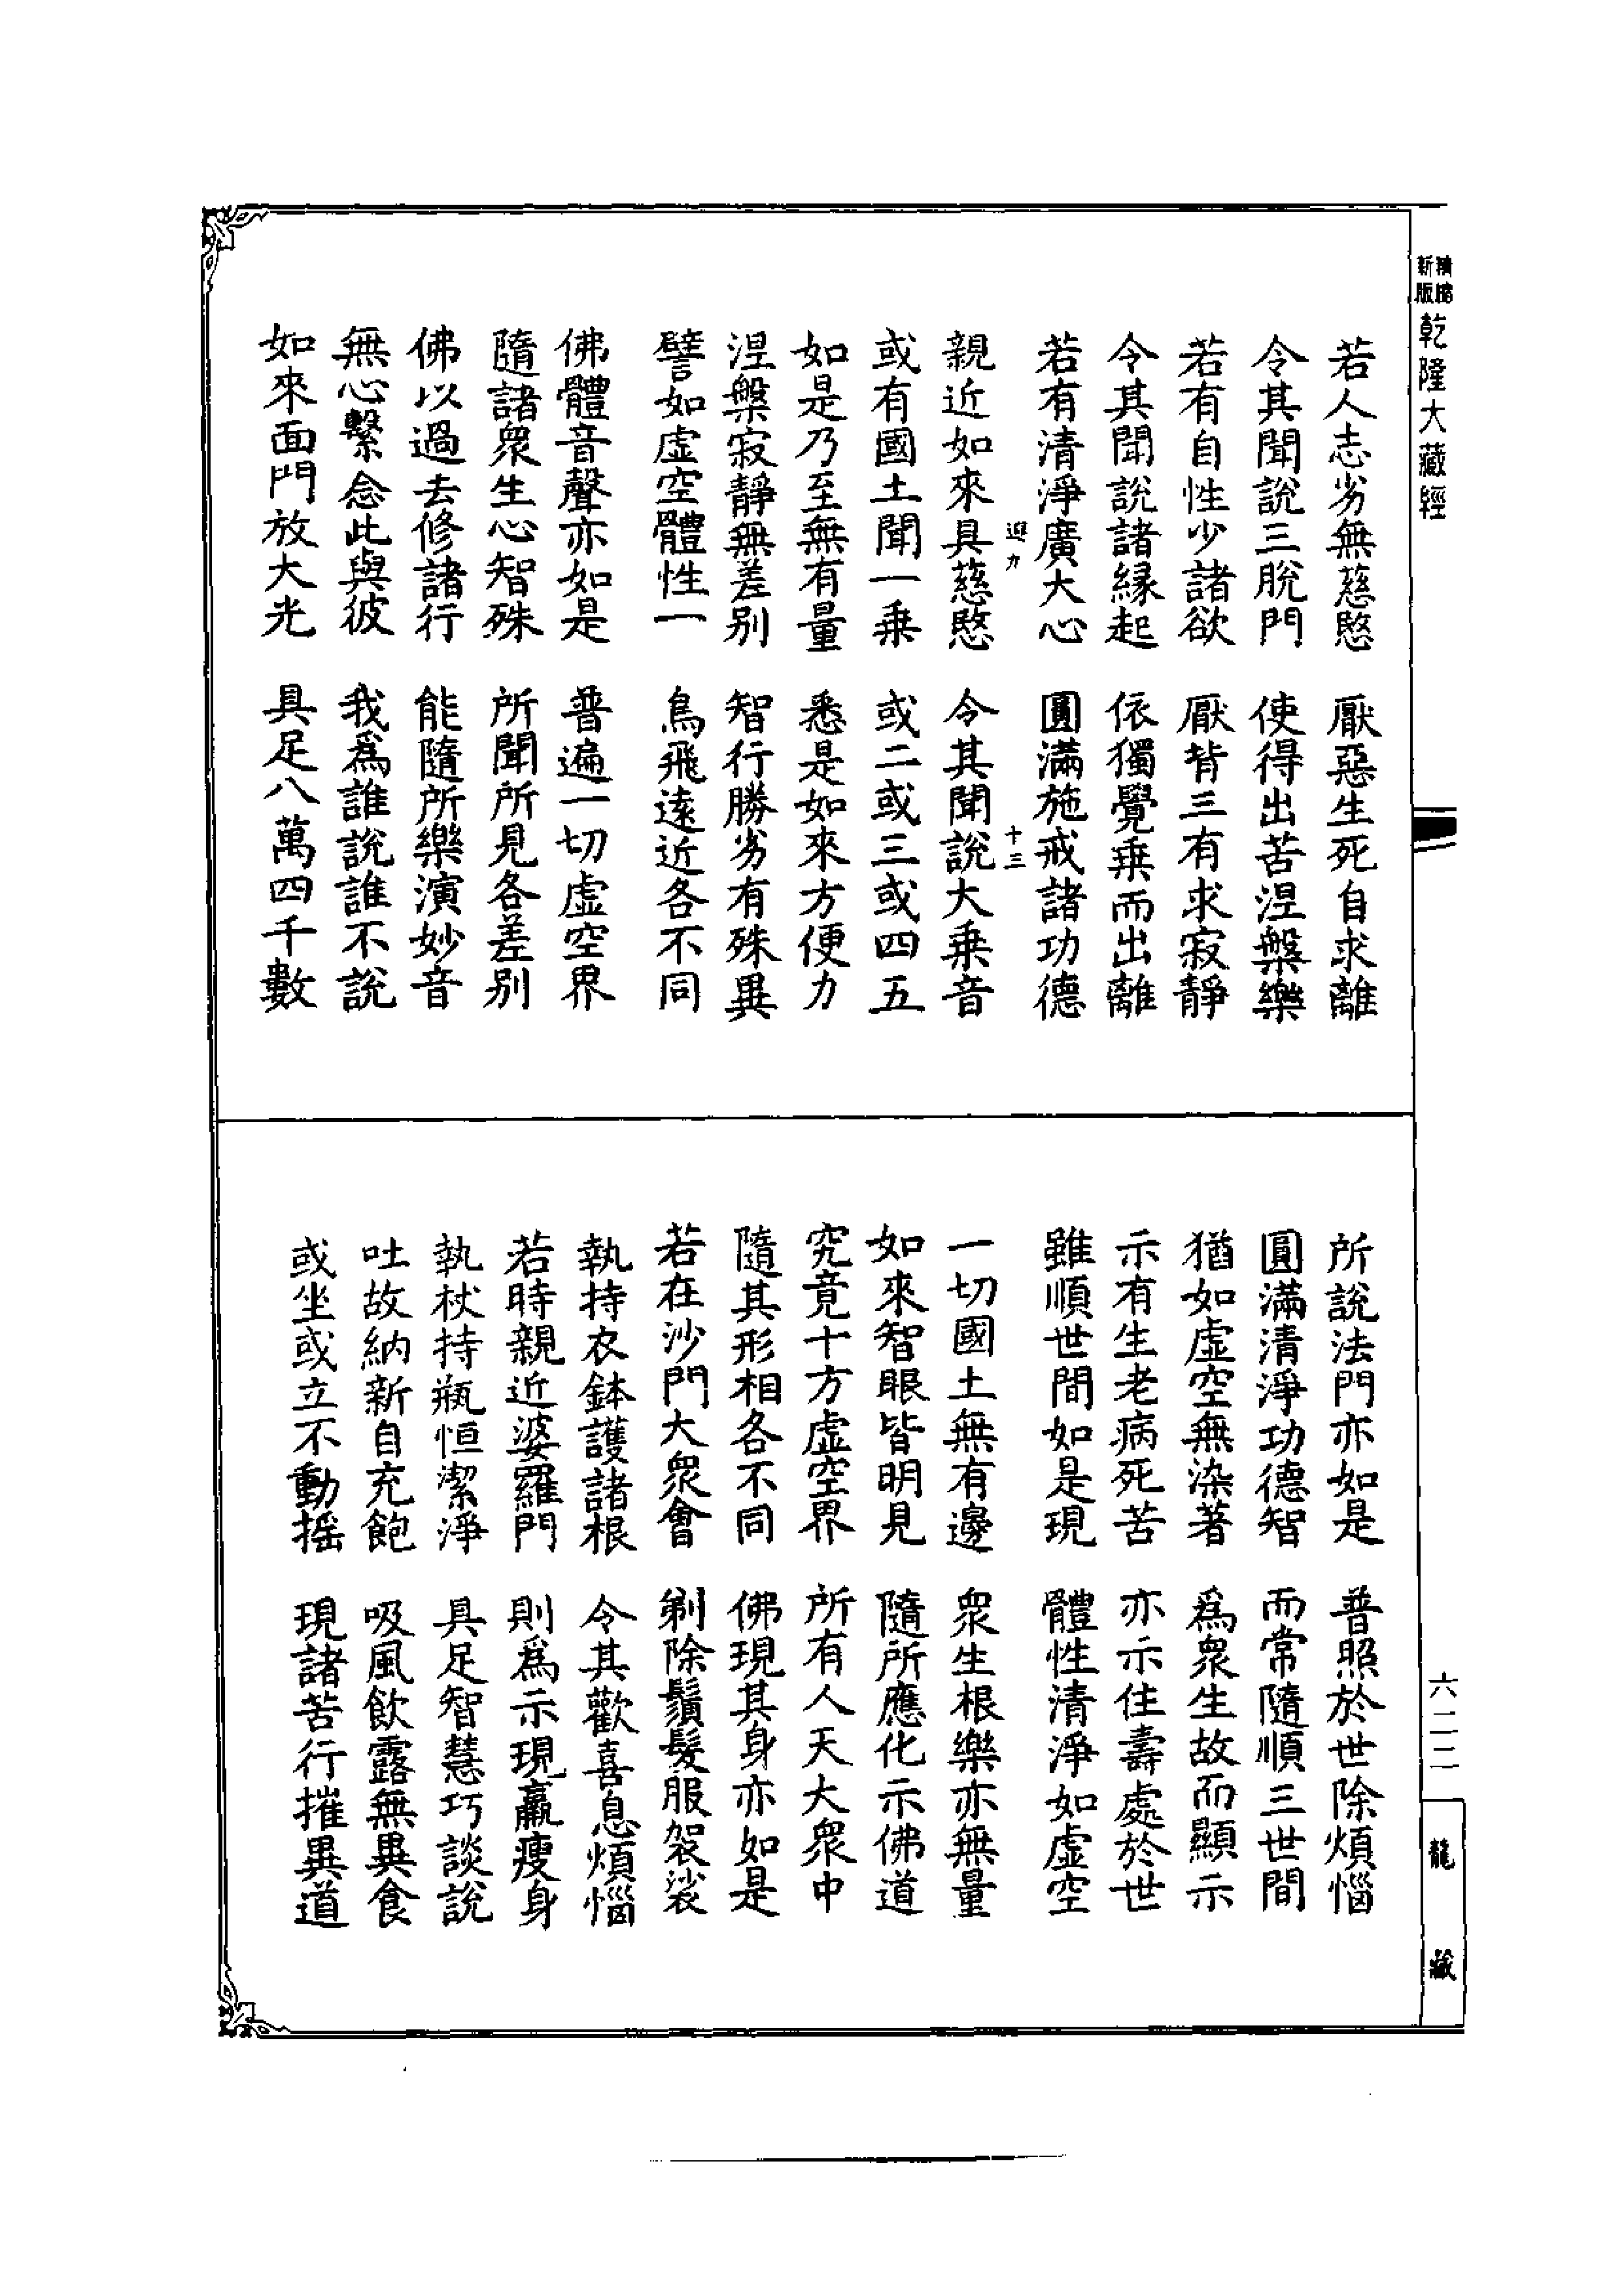 精縮
新版
乾隆大藏經
若人志劣無慈愍　厭惡生死自求離
令其聞說三脫門　使得出苦涅槃樂
若有自性少諸欲　厭背三有求寂靜
令其聞說諸緣起　依獨覺乘而出離
若有清淨廣大心　圓滿施戒諸功德
十三
親近如來具慈愍　令其聞說大乘音
或有國土聞一乘　或二或三或四五
如是乃至無有量　悉是如來方便力
涅槃寂靜無差別　智行勝劣有殊異
譬如虛空體性一　鳥飛遠近各不同
佛體音聲亦如是　普遍一切虛空界
隨諸衆生心智殊　所聞所見各差別
佛以過去修諸行　能隨所樂演妙音
無心繫念此與彼　我爲誰說誰不說
如來面門放大光　具足八萬四千數
所說法門亦如是　普照於世除煩惱
圓滿清淨功德智　而常隨順三世間
猶如虛空無染著　爲衆生故而顯示
示有生老病死苦　亦示住壽處於世
雖順世間如是現　體性清淨如虛空
一切國土無有邊　衆生根樂亦無量
如來智眼皆明見　隨所應化示佛道
究竟十方虛空界　所有人天大衆中
隨其形相各不同　佛現其身亦如是
若在沙門大衆會　剃除鬚髮服袈裟
執持衣鉢護諸根　令其歡喜息煩惱
若時親近婆羅門　則爲示現羸瘦身
執杖持瓶恒潔淨　具足智慧巧談說
吐故納新自充飽　吸風飲露無異食
或坐或立不動搖　現諸苦行摧異道
六二二
龍藏